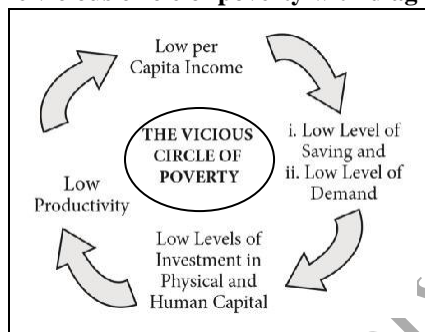 Low per
Capita Income
THE VICIOUS
CIRCLE OF
POVERTY
i. Low Level of
Saving and
ii. Low Level of
Demand
Low Levels of
Investment in
Physical and
Human Capital
Low
Productivity